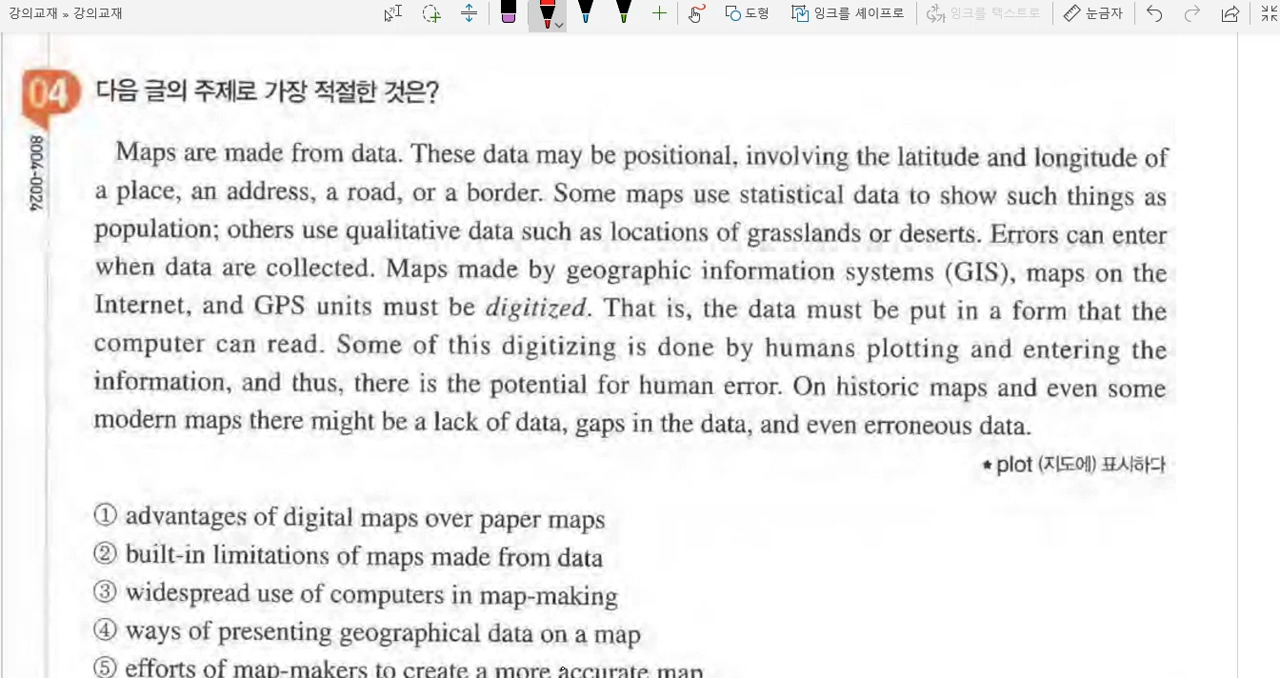 강의교재 » 강의교재
도형
잉크를 셰이프로
잉크를 텍스트로
눈금자
04 다음 글의 주제로 가장 적절한 것은?
8004-0024
Maps are made from data. These data may be positional, involving the latitude and longitude of
a place, an address, a road, or a border. Some maps use statistical data to show such things as
population; others use qualitative data such as locations of grasslands or deserts. Errors can enter
when data are collected. Maps made by geographic information systems (GIS), maps on the
Internet, and GPS units must be digitized. That is, the data must be put in a form that the
computer can read. Some of this digitizing is done by humans plotting and entering the
information, and thus, there is the potential for human error. On historic maps and even some
modern maps there might be a lack of data, gaps in the data, and even erroneous data.
* plot (지도에) 표시하다
① advantages of digital maps over paper maps
② built-in limitations of maps made from data
③ widespread use of computers in map-making
④ ways of presenting geographical data on a map
⑤ efforts of map-makers to create a more accurate map